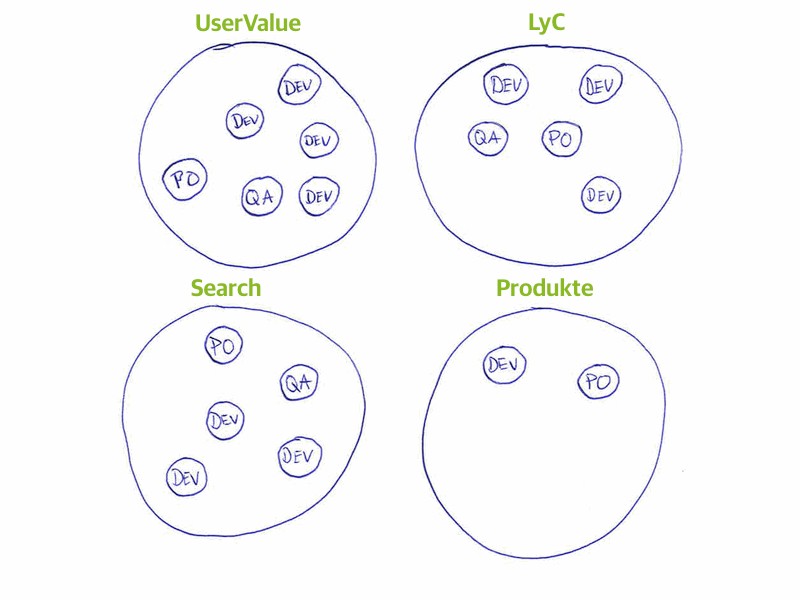 UserValue
DEV
DEV
DEV
PO
QA
DEV
LyC
DEV
DEV
QA
PO
DEV
Search
PO
QA
DEV
DEV
DEV
Produkte
DEV
PO